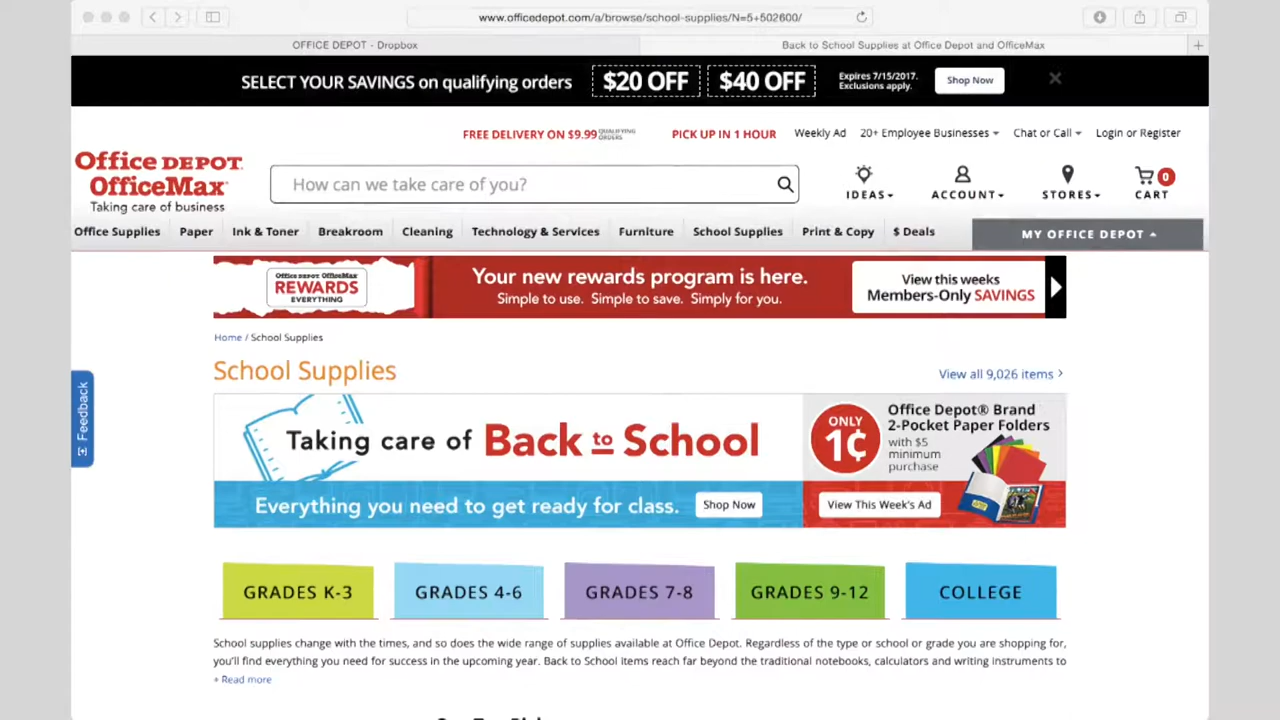 www.officedepot.com/a/browse/school-supplies/N=5+502600/
OFFICE DEPOT - Dropbox
Back to School Supplies at Office Depot and OfficeMax
SELECT YOUR SAVINGS on qualifying orders
$20 OFF
$40 OFF
Expires 7/15/2017.
Exclusions apply.
Shop Now
FREE DELIVERY ON $9.99 QUALIFYING
ORDERS
PICK UP IN 1 HOUR
Weekly Ad
20+ Employee Businesses
Chat or Call
Login or Register
Office DEPOT
OfficeMax
Taking care of business
How can we take care of you?
IDEAS
ACCOUNT
STORES
0
CART
Office Supplies
Paper
Ink & Toner
Breakroom
Cleaning
Technology & Services
Furniture
School Supplies
Print & Copy
$ Deals
MY OFFICE DEPOT
Office DEPOT OfficeMax
REWARDS
EVERYTHING
Your new rewards program is here.
Simple to use. Simple to save. Simply for you.
View this weeks
Members-Only SAVINGS
Home / School Supplies
School Supplies
View all 9,026 items >
Feedback
Taking care of Back to School
Everything you need to get ready for class.
Shop Now
ONLY
1¢
Office Depot® Brand
2-Pocket Paper Folders
with $5
minimum
purchase
View This Week's Ad
GRADES K-3
GRADES 4-6
GRADES 7-8
GRADES 9-12
COLLEGE
School supplies change with the times, and so does the wide range of supplies available at Office Depot. Regardless of the type or school or grade you are shopping for,
you'll find everything you need for success in the upcoming year. Back to School items reach far beyond the traditional notebooks, calculators and writing instruments to
+ Read more